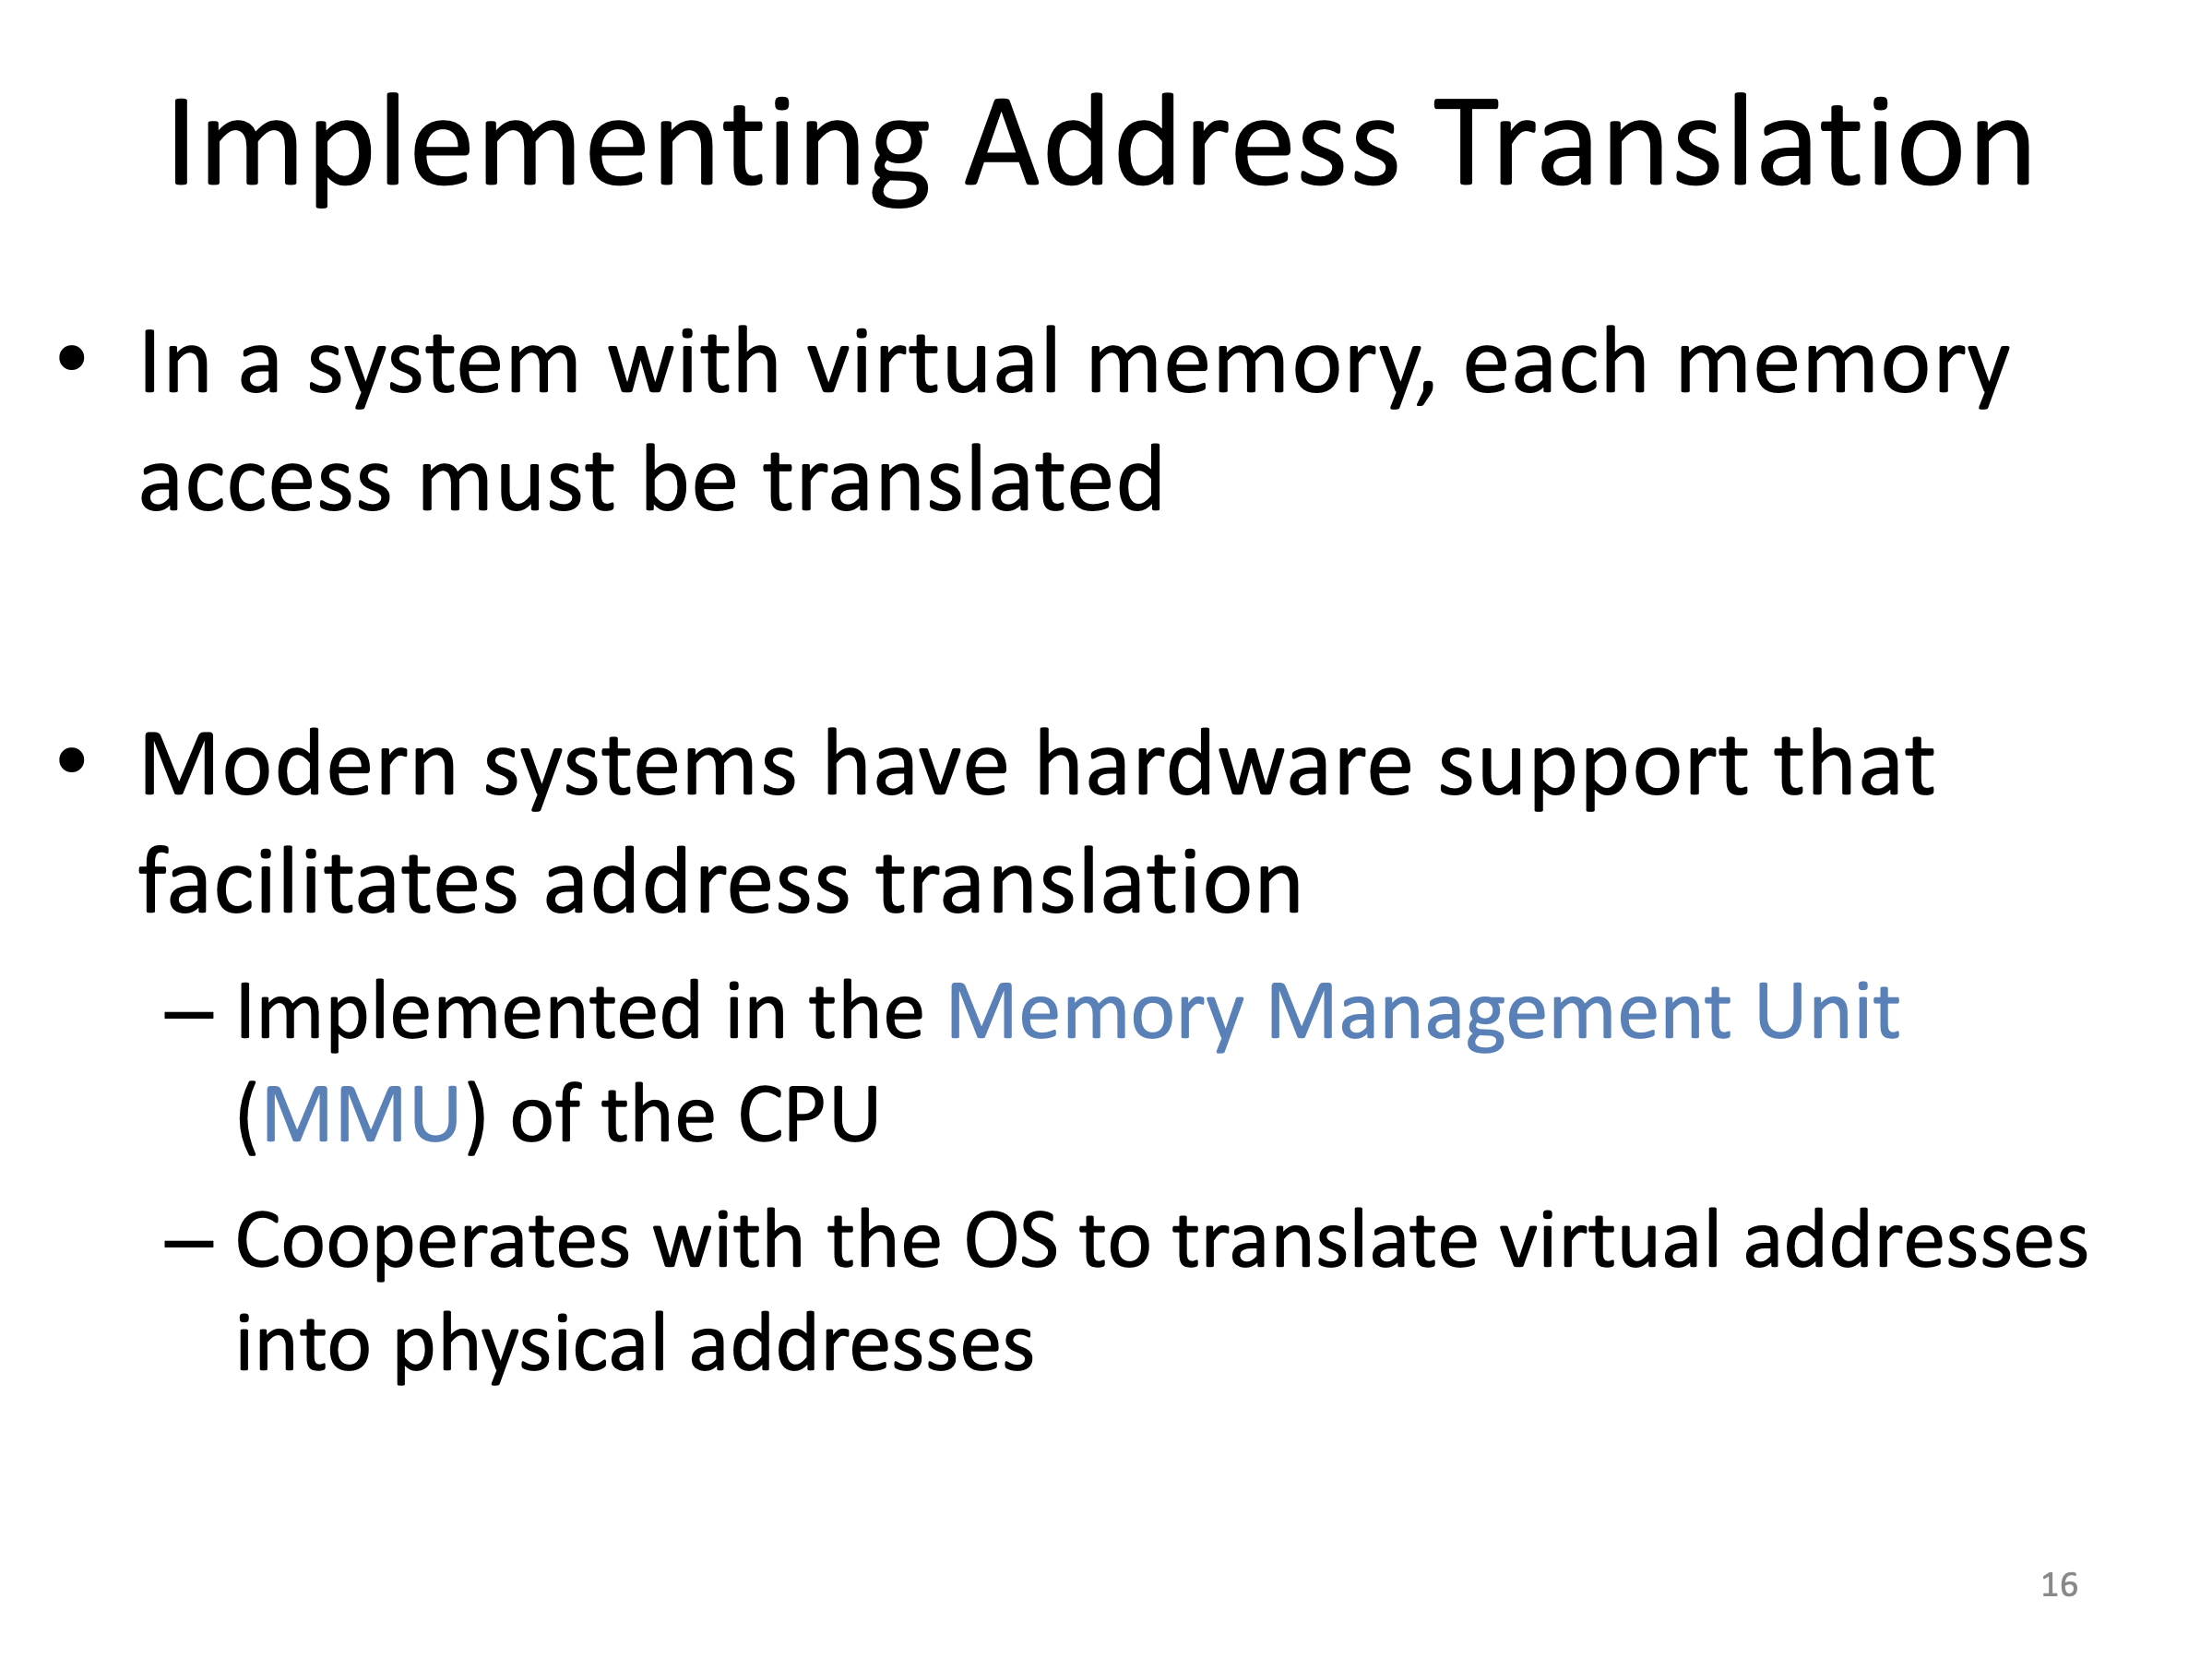 Implementing Address Translation
• In a system with virtual memory, each memory
access must be translated
• Modern systems have hardware support that
facilitates address translation
– Implemented in the Memory Management Unit
(MMU) of the CPU
– Cooperates with the OS to translate virtual addresses
into physical addresses
16